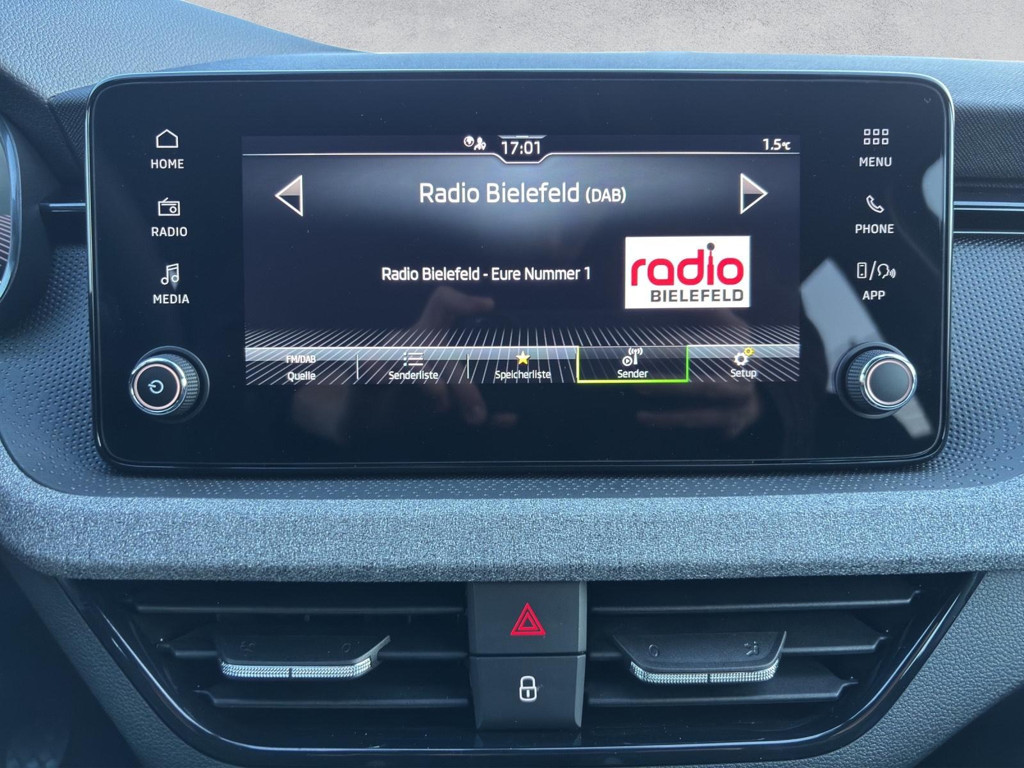 17:01
1.5°C
HOME
RADIO
MEDIA
Radio Bielefeld (DAB)
Radio Bielefeld - Eure Nummer 1
radio
BIELEFELD
MENU
PHONE
APP
FM/DAB
Quelle
Senderliste
Speicherliste
Sender
Setup